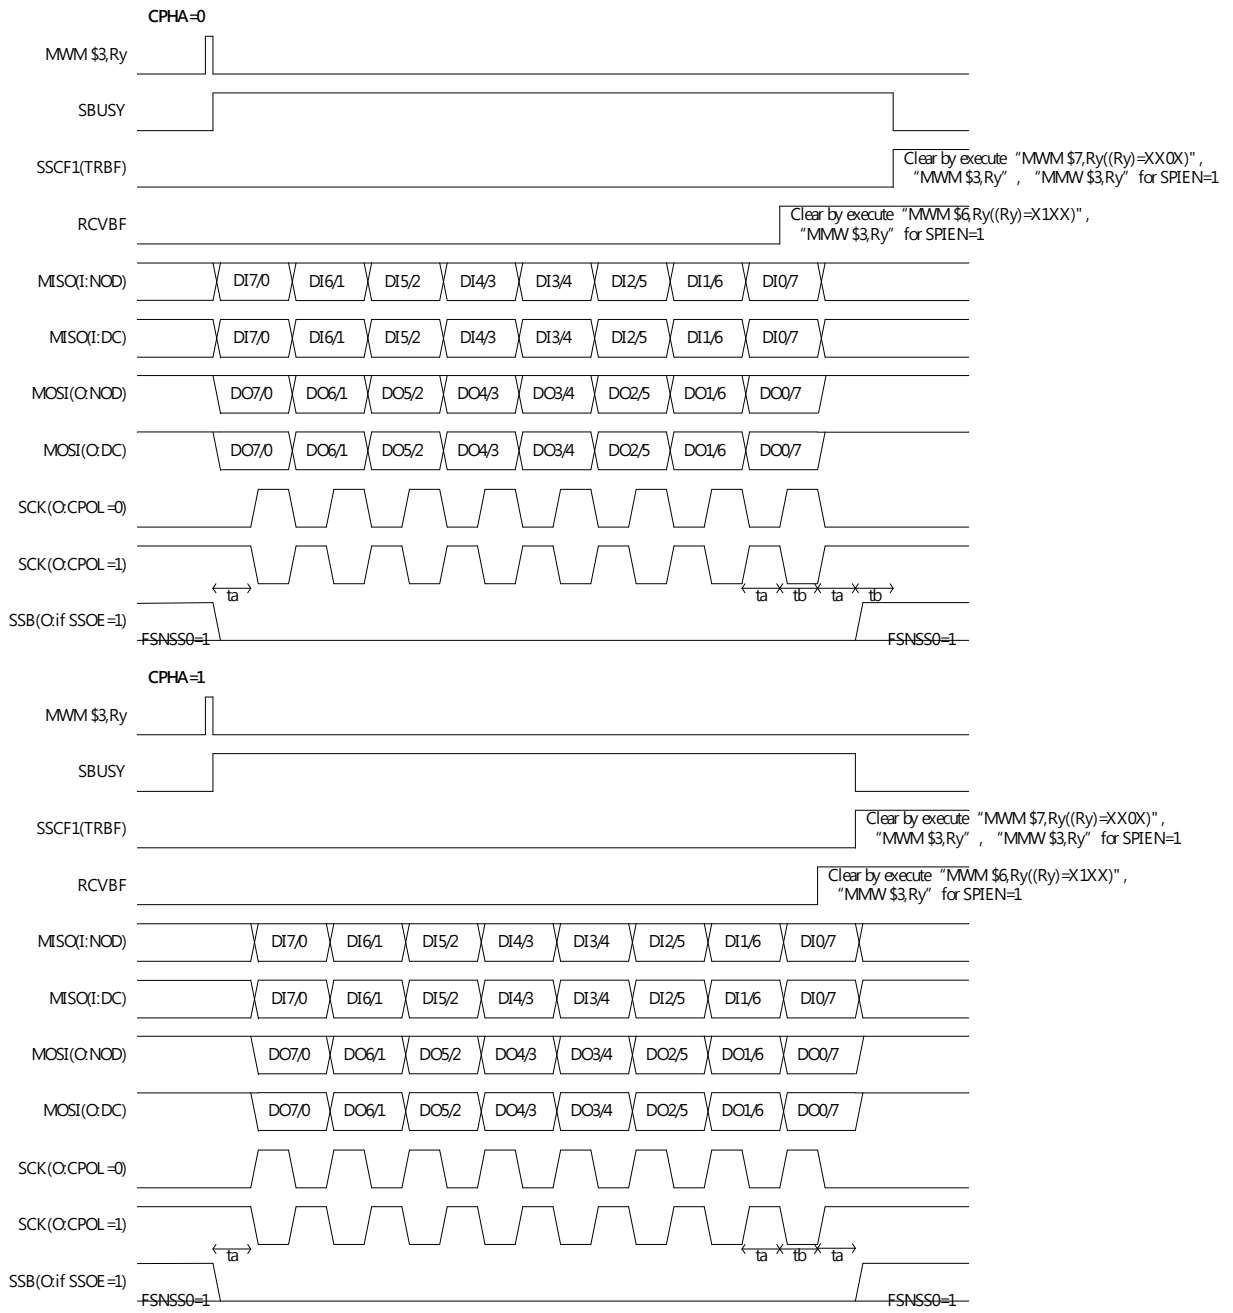 CPHA=0
MWM $3,Ry
SBUSY
SSCF1(TRBF)
Clear by execute “MWM $7,Ry((Ry)=XX0X)",
“MWM $3,Ry” , “MMW $3,Ry” for SPIEN=1
RCVBF
Clear by execute “MWM $6,Ry((Ry)=X1XX)",
“MMW $3,Ry” for SPIEN=1
MISO(I:NOD) DI7/0 DI6/1 DI5/2 DI4/3 DI3/4 DI2/5 DI1/6 DI0/7
MISO(I:DC) DI7/0 DI6/1 DI5/2 DI4/3 DI3/4 DI2/5 DI1/6 DI0/7
MOSI(O:NOD) DO7/0 DO6/1 DO5/2 DO4/3 DO3/4 DO2/5 DO1/6 DO0/7
MOSI(O:DC) DO7/0 DO6/1 DO5/2 DO4/3 DO3/4 DO2/5 DO1/6 DO0/7
SCK(O:CPOL=0)
SCK(O:CPOL=1)
ta ta tb ta tb
SSB(O:if SSOE=1)
FSNSS0=1 FSNSS0=1
CPHA=1
MWM $3,Ry
SBUSY
SSCF1(TRBF)
Clear by execute “MWM $7,Ry((Ry)=XX0X)",
“MWM $3,Ry” , “MMW $3,Ry” for SPIEN=1
RCVBF
Clear by execute “MWM $6,Ry((Ry)=X1XX)",
“MMW $3,Ry” for SPIEN=1
MISO(I:NOD) DI7/0 DI6/1 DI5/2 DI4/3 DI3/4 DI2/5 DI1/6 DI0/7
MISO(I:DC) DI7/0 DI6/1 DI5/2 DI4/3 DI3/4 DI2/5 DI1/6 DI0/7
MOSI(O:NOD) DO7/0 DO6/1 DO5/2 DO4/3 DO3/4 DO2/5 DO1/6 DO0/7
MOSI(O:DC) DO7/0 DO6/1 DO5/2 DO4/3 DO3/4 DO2/5 DO1/6 DO0/7
SCK(O:CPOL=0)
SCK(O:CPOL=1)
ta ta tb ta
SSB(O:if SSOE=1)
FSNSS0=1 FSNSS0=1